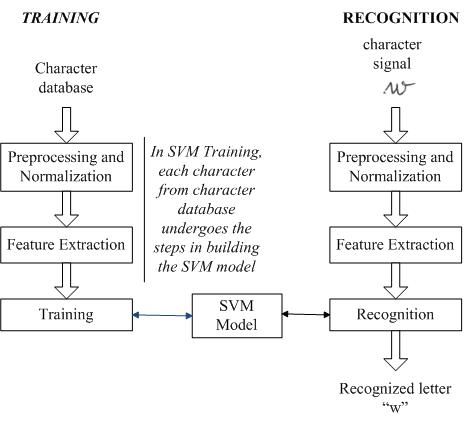 TRAINING
Character
database
Preprocessing and
Normalization
Feature Extraction
Training
In SVM Training,
each character
from character
database
undergoes the
steps in building
the SVM model
SVM
Model
RECOGNITION
character
signal
w
Preprocessing and
Normalization
Feature Extraction
Recognition
Recognized letter
“w”